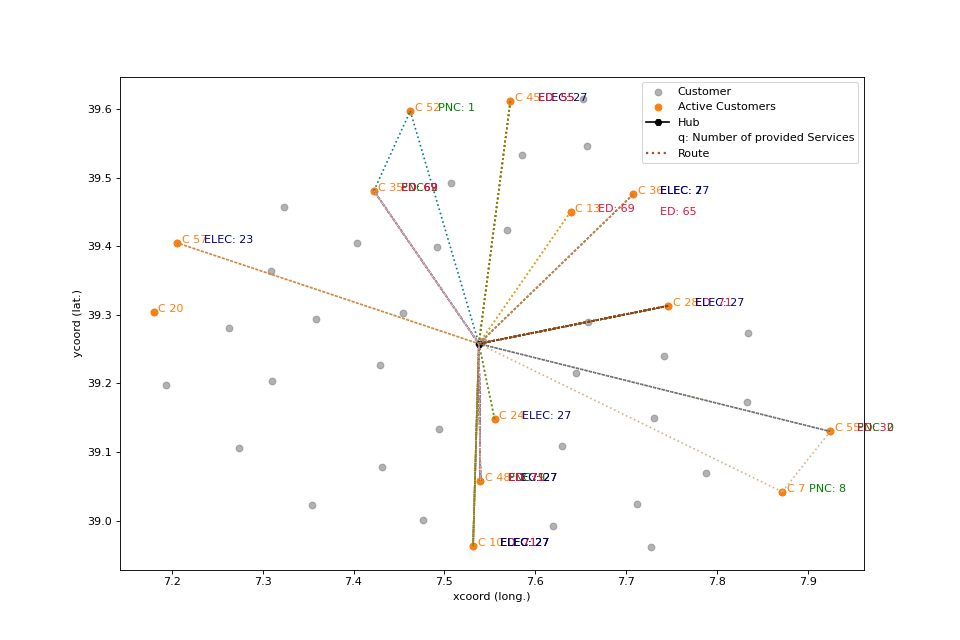 Customer
Active Customers
Hub
q: Number of provided Services
Route
39.6
39.5
39.4
39.3
39.2
39.1
39.0
ycoord (lat.)
7.2
7.3
7.4
7.5
7.6
7.7
7.8
7.9
xcoord (long.)
C 52 PNC: 1
C 45 ELEC: 27
C 35
C 36 ELEC: 27
C 13 ED: 69
ED: 65
C 57 ELEC: 23
C 20
C 28
C 24 ELEC: 27
C 55
C 48
C 7 PNC: 8
C 10